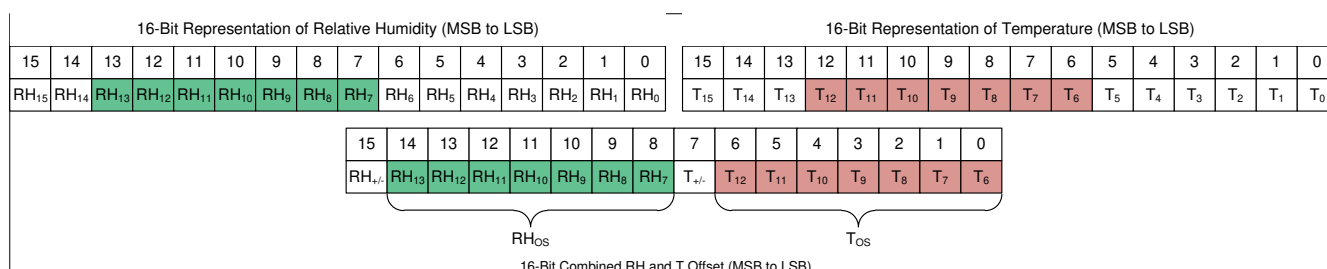 16-Bit Representation of Relative Humidity (MSB to LSB) 16-Bit Representation of Temperature (MSB to LSB)
15 14 13 12 11 10 9 8 7 6 5 4 3 2 1 0 15 14 13 12 11 10 9 8 7 6 5 4 3 2 1 0
RH15 RH14 RH13 RH12 RH11 RH10 RH9 RH8 RH7 RH6 RH5 RH4 RH3 RH2 RH1 RH0 T15 T14 T13 T12 T11 T10 T9 T8 T7 T6 T5 T4 T3 T2 T1 T0
15 14 13 12 11 10 9 8 7 6 5 4 3 2 1 0
RH+/- RH13 RH12 RH11 RH10 RH9 RH8 RH7 T+/- T12 T11 T10 T9 T8 T7 T6
RHOS TOS
16-Bit Combined RH and T Offset (MSB to LSB)